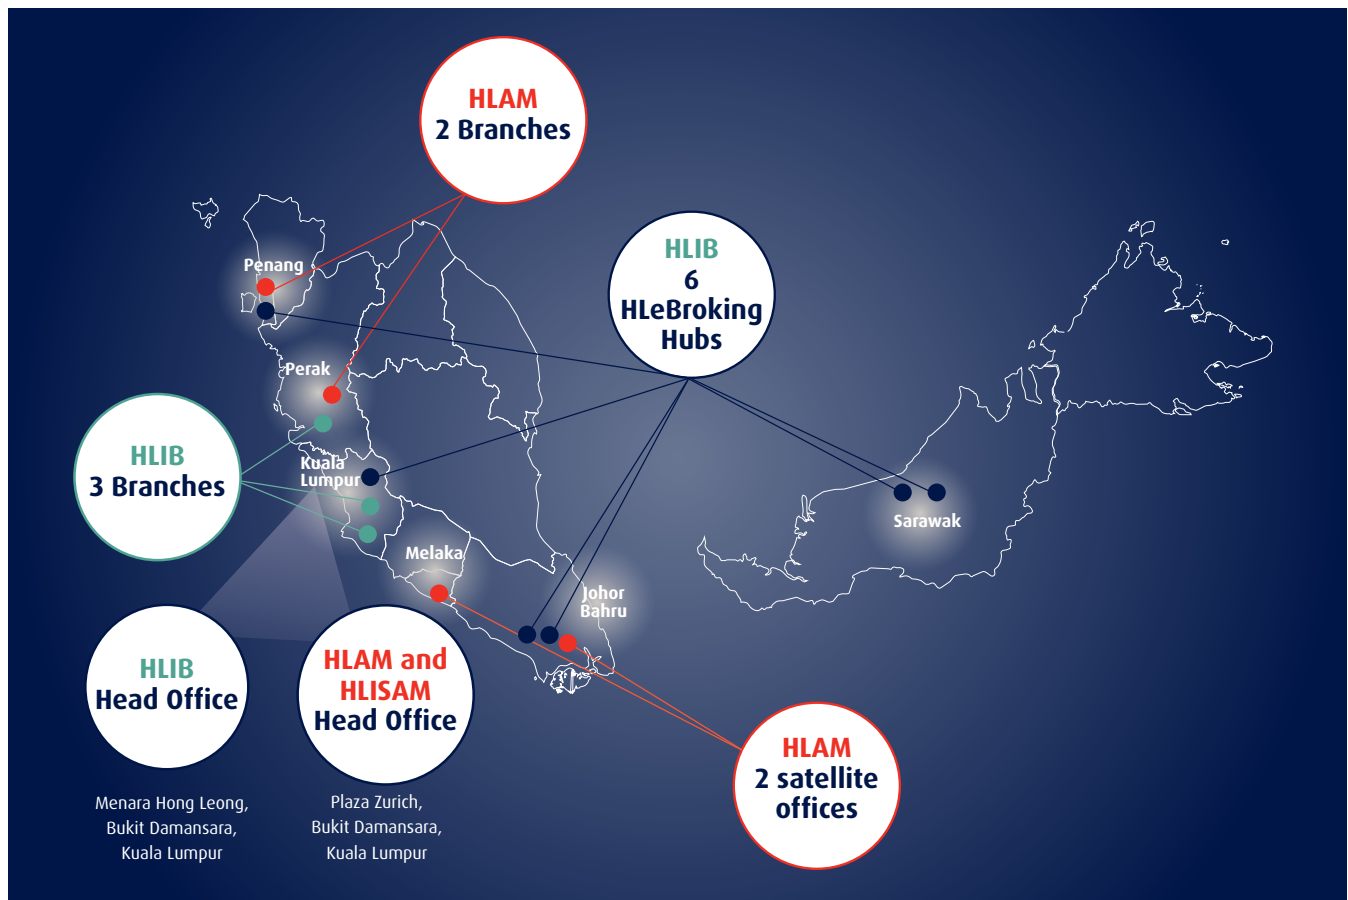 HLAM
2 Branches
HLIB
6
HLeBroking
Hubs
Penang
Perak
HLIB
3 Branches
Kuala
Lumpur
Sarawak
Melaka
Johor
Bahru
HLIB
Head Office
HLAM and
HLISAM
Head Office
HLAM
2 satellite
offices
Menara Hong Leong,
Bukit Damansara,
Kuala Lumpur
Plaza Zurich,
Bukit Damansara,
Kuala Lumpur